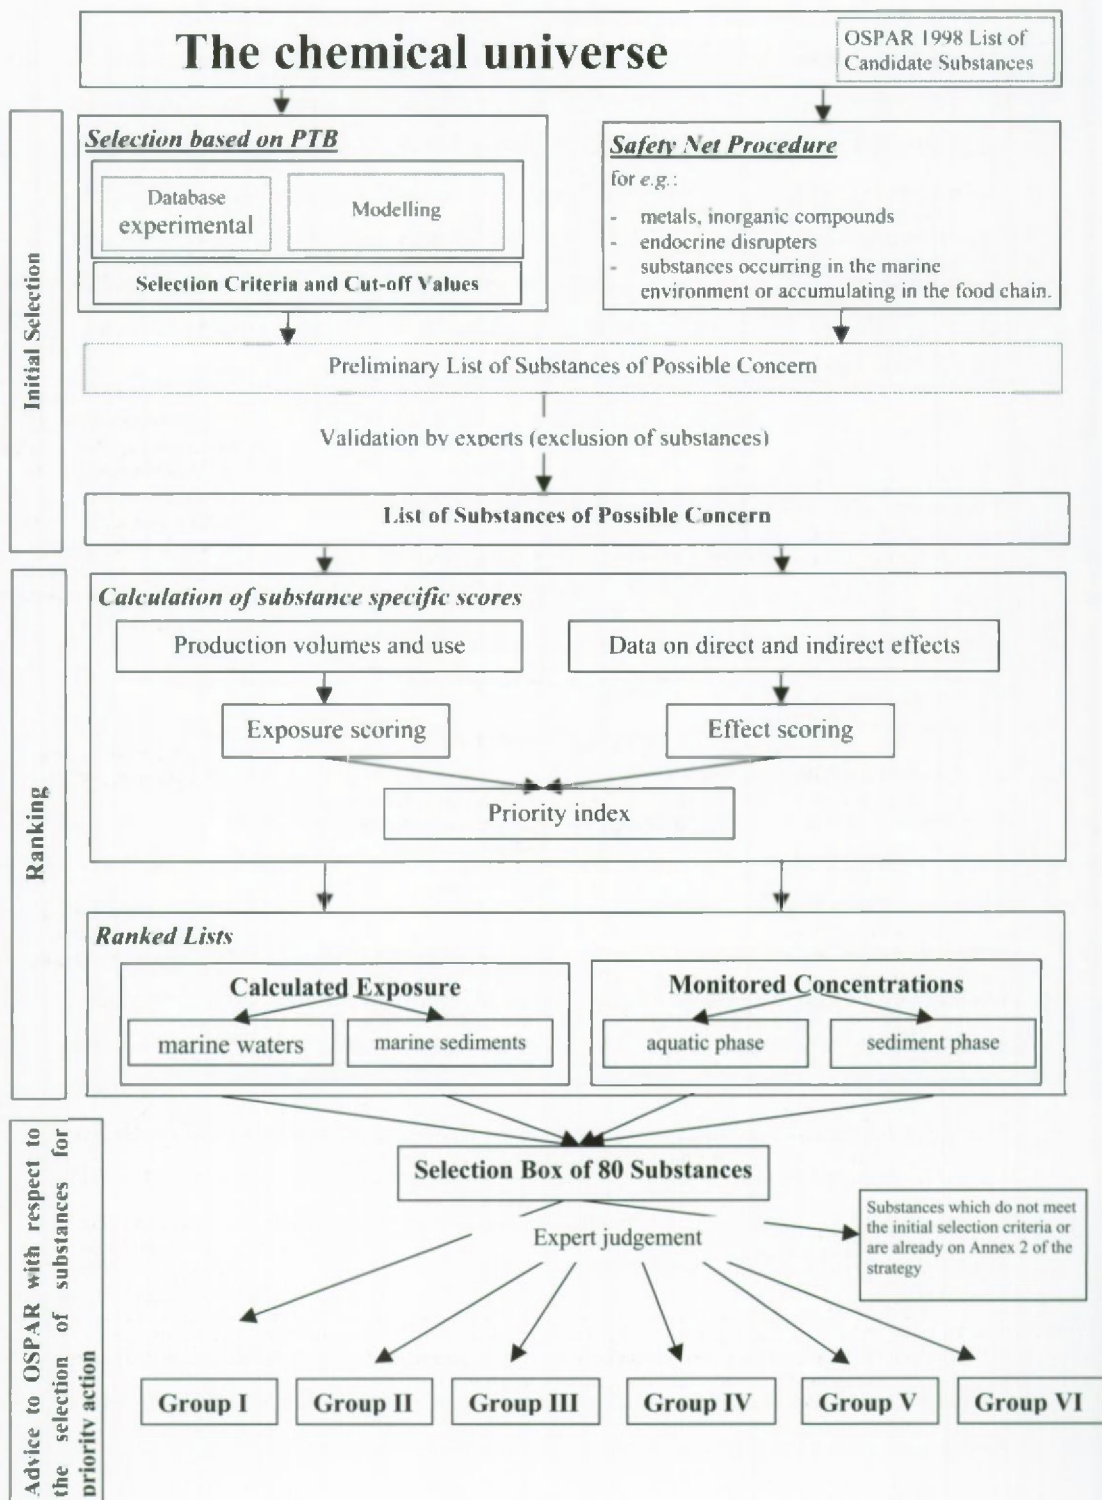 The chemical universe
OSPAR 1998 List of
Candidate Substances
Initial Selection
Selection based on PTB
Database
experimental
Modelling
Selection Criteria and Cut-off Values
Safety Net Procedure
for e.g.:
- metals, inorganic compounds
- endocrine disrupters
- substances occurring in the marine
environment or accumulating in the food chain.
Preliminary List of Substances of Possible Concern
Validation by experts (exclusion of substances)
List of Substances of Possible Concern
Ranking
Calculation of substance specific scores
Production volumes and use
Data on direct and indirect effects
Exposure scoring
Effect scoring
Priority index
Ranked Lists
Calculated Exposure
marine waters
marine sediments
Monitored Concentrations
aquatic phase
sediment phase
Advice to OSPAR with respect to
the selection of substances for
priority action
Selection Box of 80 Substances
Expert judgement
Substances which do not meet
the initial selection criteria or
are already on Annex 2 of the
strategy
Group I
Group II
Group III
Group IV
Group V
Group VI